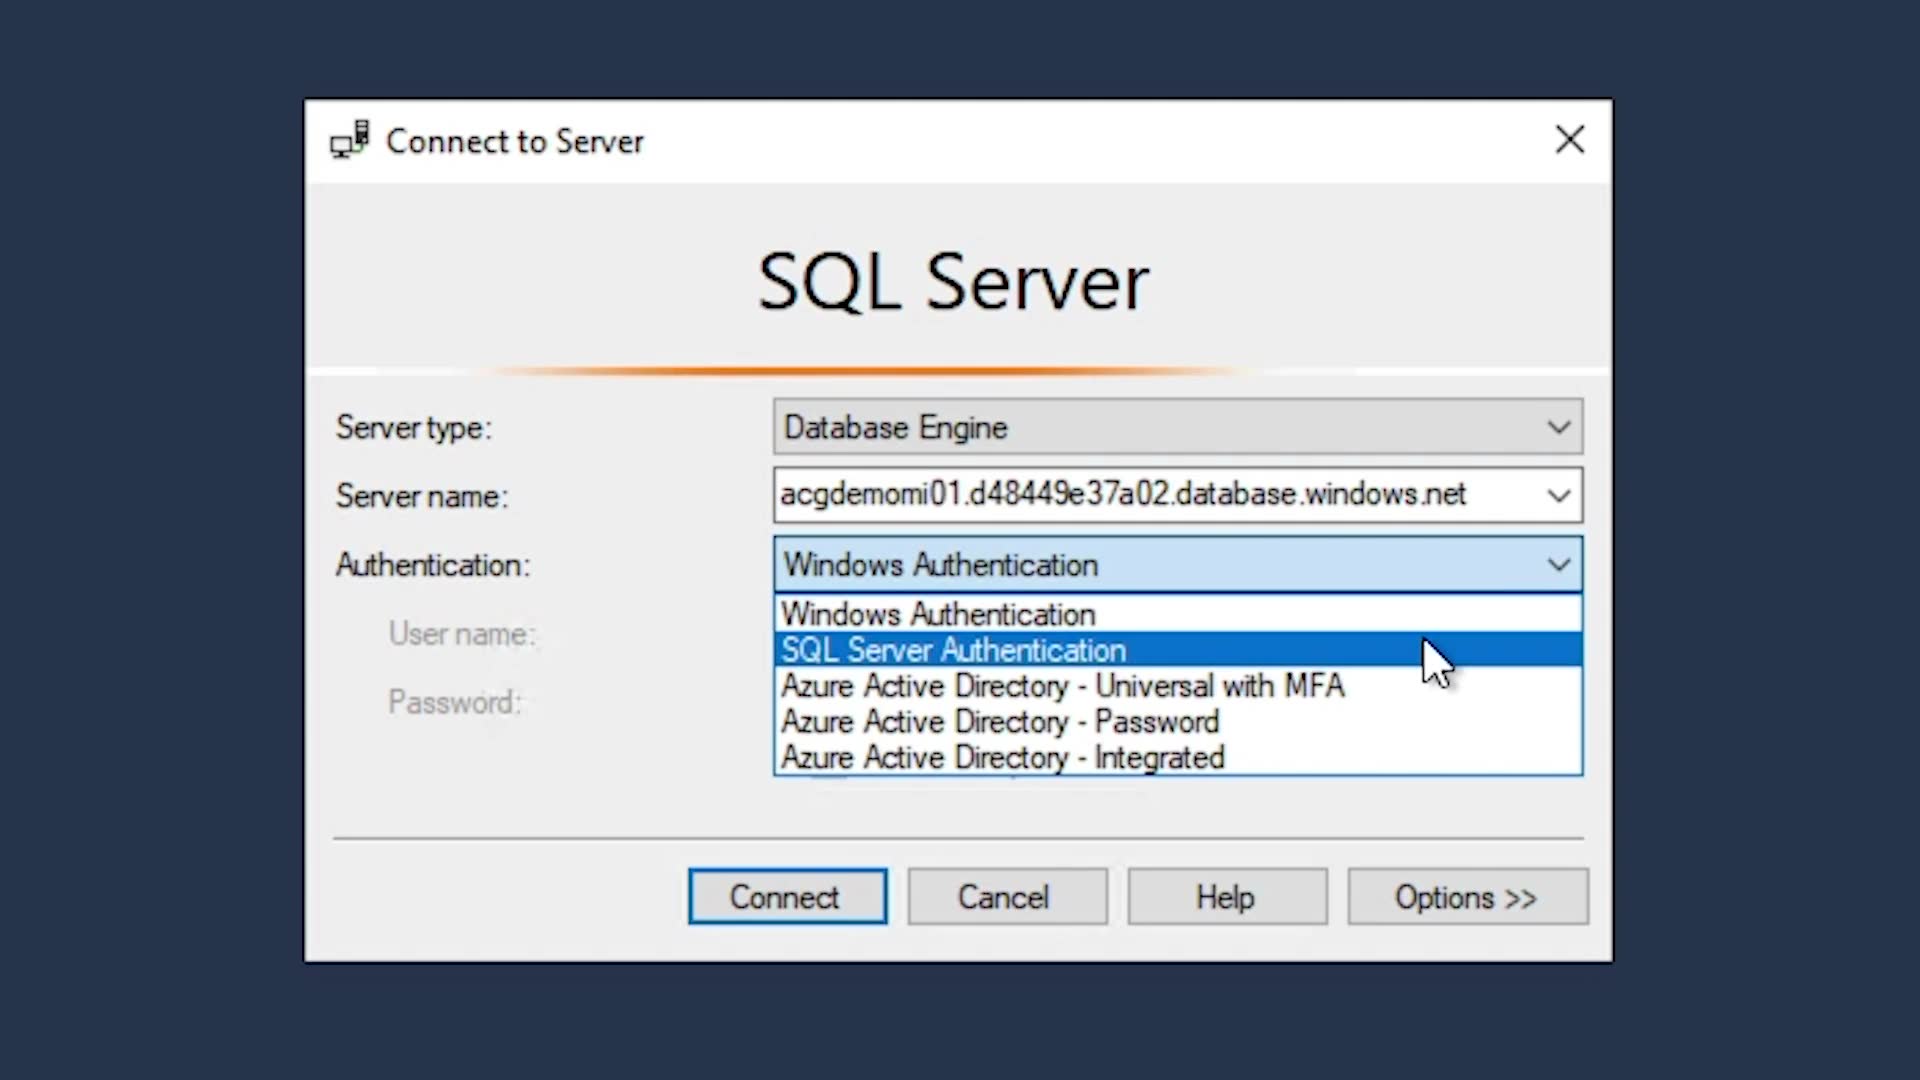 Connect to Server
SQL Server
Server type:
Database Engine
Server name:
acgdemomi01.d48449e37a02.database.windows.net
Authentication:
Windows Authentication
Windows Authentication
User name:
SQL Server Authentication
Azure Active Directory - Universal with MFA
Password:
Azure Active Directory - Password
Azure Active Directory - Integrated
Connect
Cancel
Help
Options >>